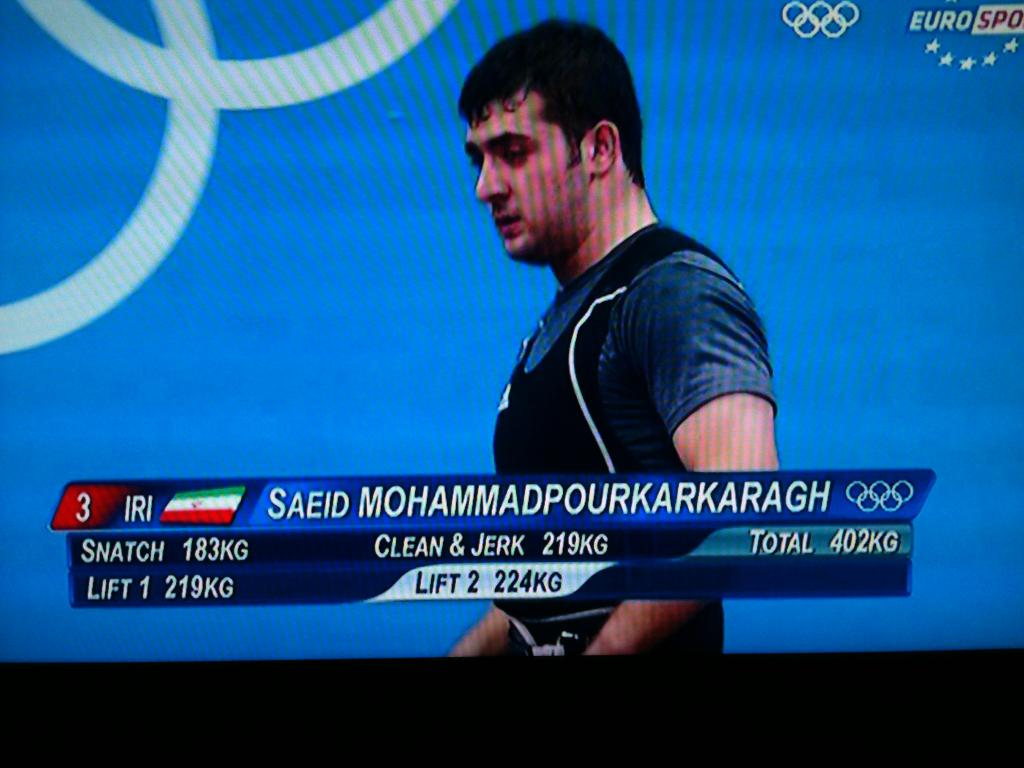 EUROSPO
3 IRI SAEID MOHAMMADPOURKARKARAGH
SNATCH 183KG CLEAN & JERK 219KG TOTAL 402KG
LIFT 1 219KG LIFT 2 224KG